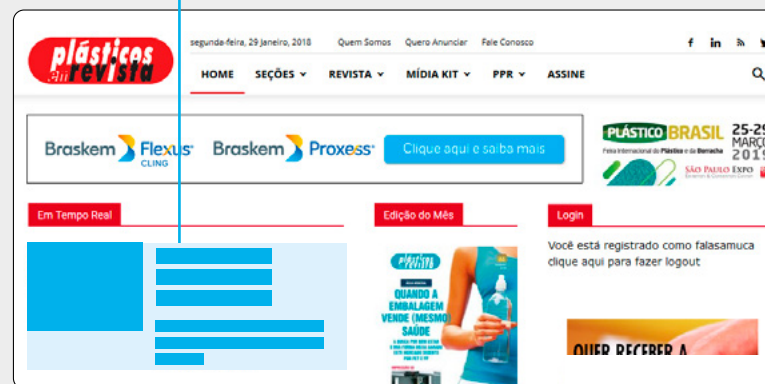 plásticos
em revista
segunda-feira, 29 Janeiro, 2018 Quem Somos Quero Anunciar Fale Conosco
HOME SEÇÕES REVISTA MÍDIA KIT PPR ASSINE
Braskem Flexus CLING Braskem Proxess Clique aqui e saiba mais
PLÁSTICO BRASIL
Feira Internacional do Plástico e da Borracha
25-29
MARÇO
2019
SÃO PAULO EXPO
Em Tempo Real
Edição do Mês
Login
Você está registrado como falasamuca
clique aqui para fazer logout
plásticos
em revista
QUANDO A
EMBALAGEM
VENDE (MESMO)
SAÚDE
QUER RECEBER A